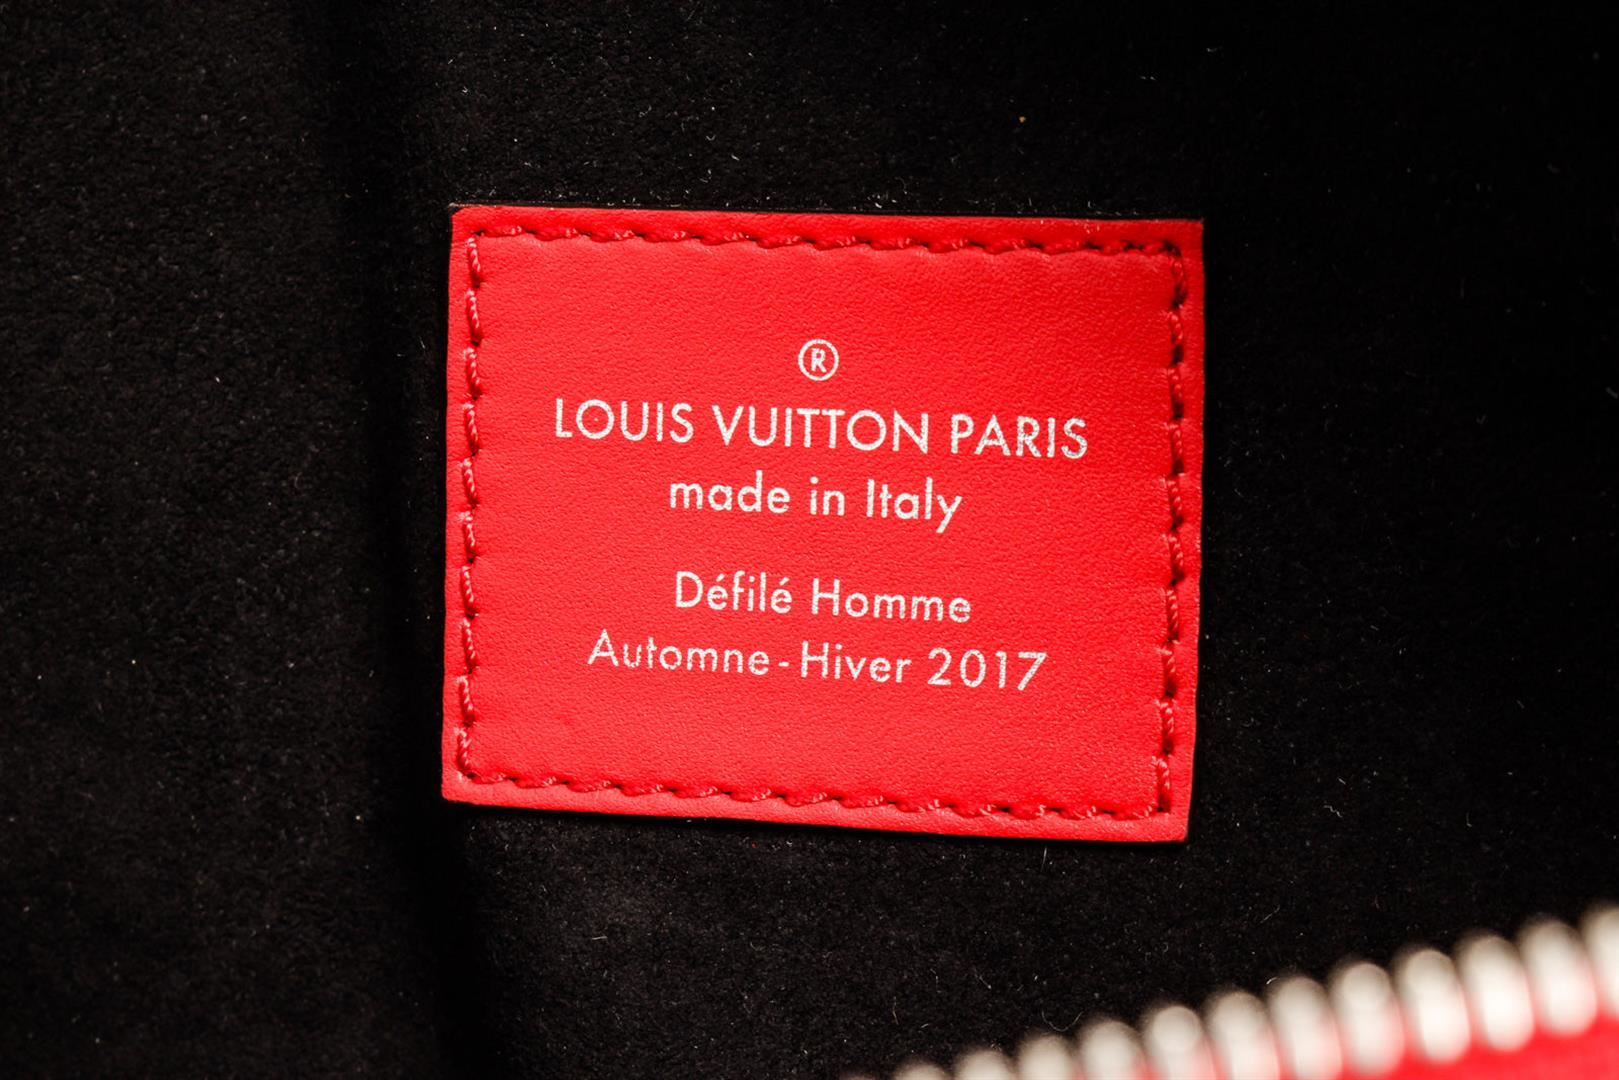 ®
LOUIS VUITTON PARIS
made in Italy
Défilé Homme
Automne-Hiver 2017